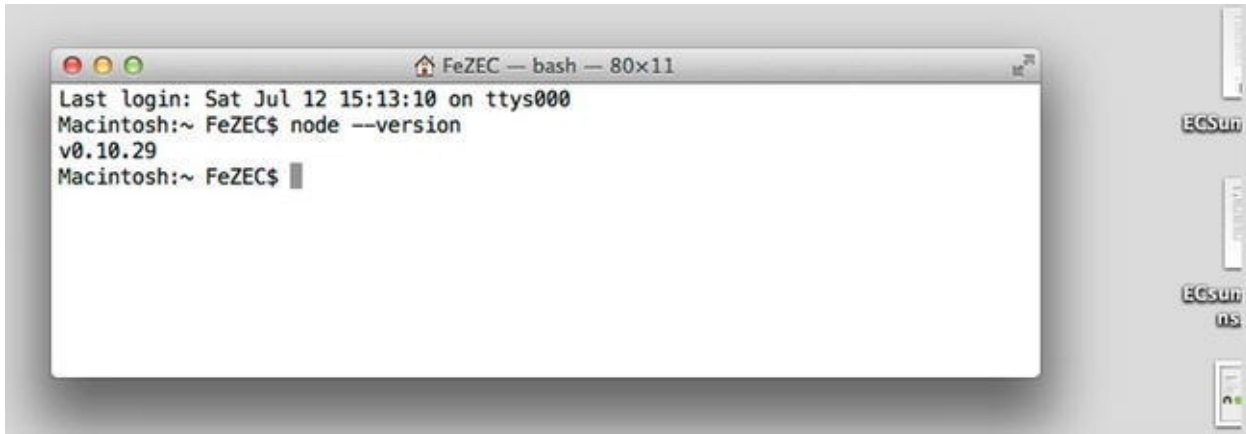 FeZEC — bash — 80×11
Last login: Sat Jul 12 15:13:10 on ttys000
Macintosh:~ FeZEC$ node --version
v0.10.29
Macintosh:~ FeZEC$
ECSun
ECsun
ns